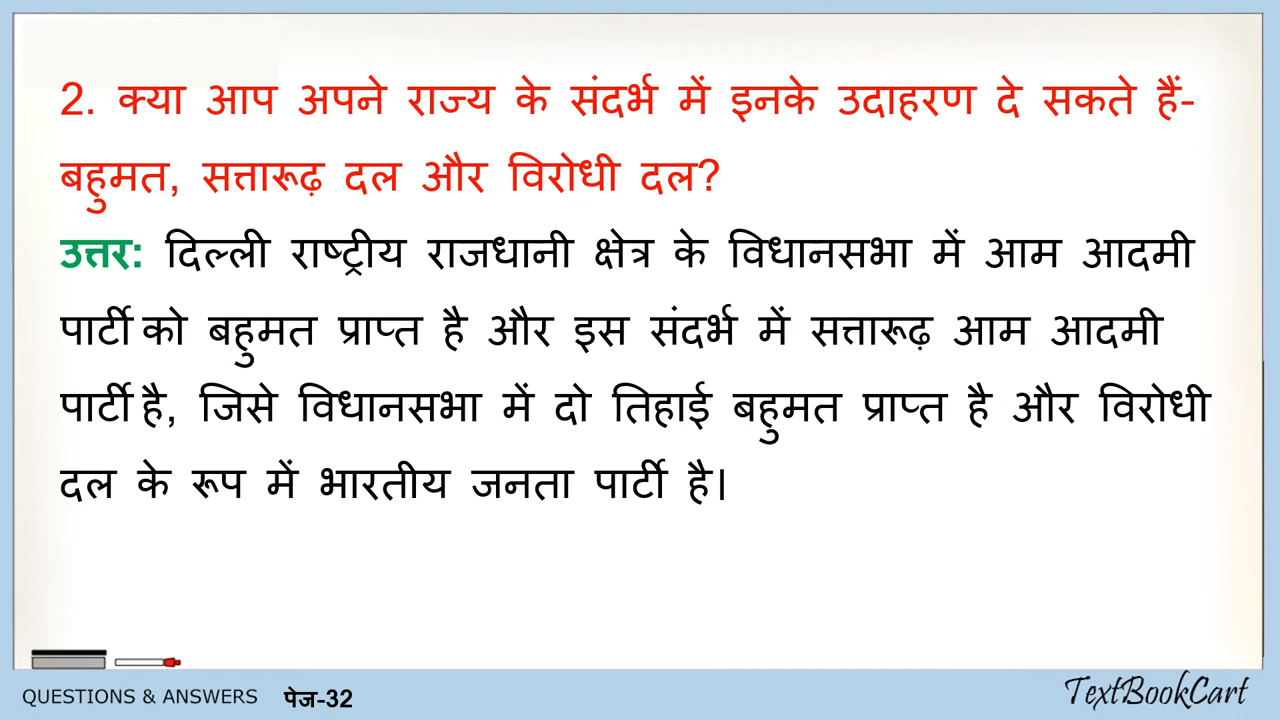 2. क्या आप अपने राज्य के संदर्भ में इनके उदाहरण दे सकते हैं-
बहुमत, सत्तारूढ़ दल और विरोधी दल?
उत्तर: दिल्ली राष्ट्रीय राजधानी क्षेत्र के विधानसभा में आम आदमी
पार्टी को बहुमत प्राप्त है और इस संदर्भ में सत्तारूढ़ आम आदमी
पार्टी है, जिसे विधानसभा में दो तिहाई बहुमत प्राप्त है और विरोधी
दल के रूप में भारतीय जनता पार्टी है।
QUESTIONS & ANSWERS पेज-32
TextBookCart